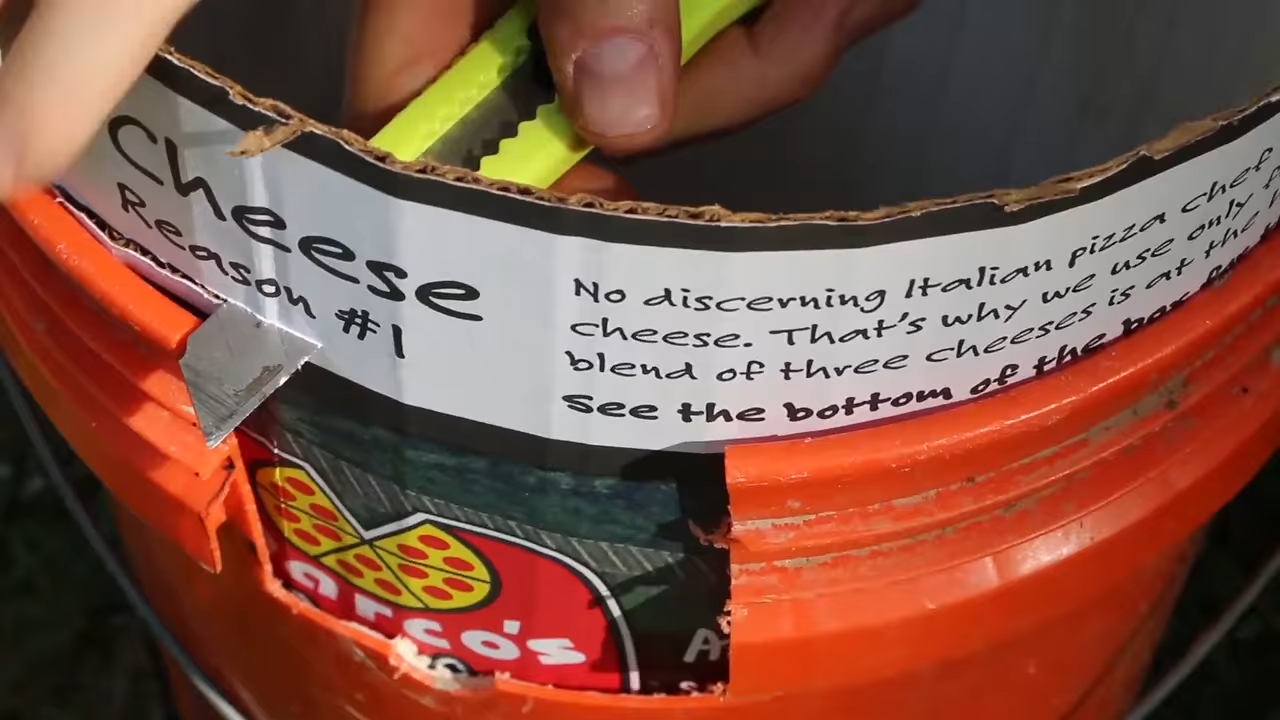 Cheese
Reason #1
No discerning Italian pizza chef
cheese. That's why we use only
blend of three cheeses is at the
See the bottom of the box
arco's